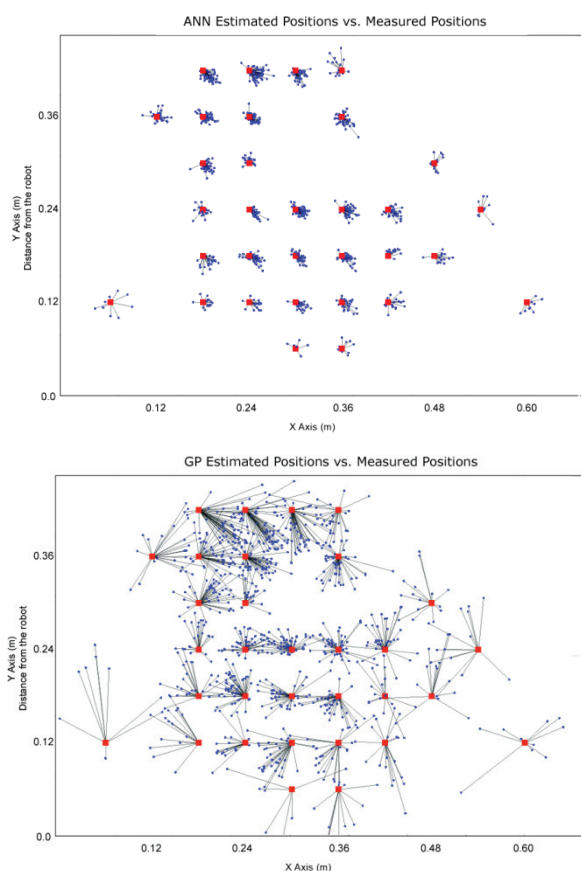 ANN Estimated Positions vs. Measured Positions
Y Axis (m)
Distance from the robot
0.36
0.24
0.12
0.0
0.12 0.24 0.36 0.48 0.60
X Axis (m)
GP Estimated Positions vs. Measured Positions
Y Axis (m)
Distance from the robot
0.36
0.24
0.12
0.0
0.12 0.24 0.36 0.48 0.60
X Axis (m)